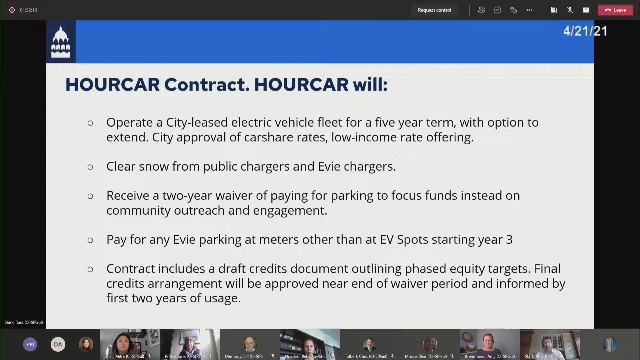 01:32:12
Request control
Leave
4/21/21
HOURCAR Contract. HOURCAR will:
Operate a City-leased electric vehicle fleet for a five year term, with option to
extend. City approval of carshare rates, low-income rate offering.
Clear snow from public chargers and Evie chargers.
Receive a two-year waiver of paying for parking to focus funds instead on
community outreach and engagement.
Pay for any Evie parking at meters other than at EV Spots starting year 3
Contract includes a draft credits document outlining phased equity targets. Final
credits arrangement will be approved near end of waiver period and informed by
first two years of usage.
DA